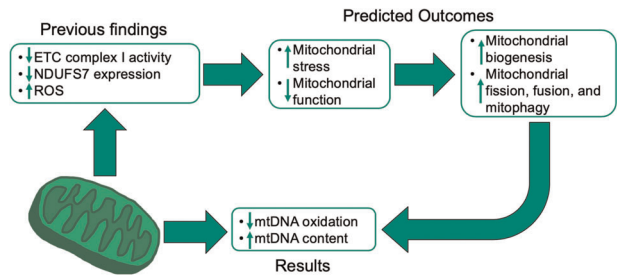 Previous findings
• ↓ETC complex I activity
• ↓NDUFS7 expression
• ↑ROS
Predicted Outcomes
• ↑Mitochondrial
stress
• ↓Mitochondrial
function
• ↑Mitochondrial
biogenesis
• ↑Mitochondrial
fission, fusion, and
mitophagy
• ↓mtDNA oxidation
• ↑mtDNA content
Results